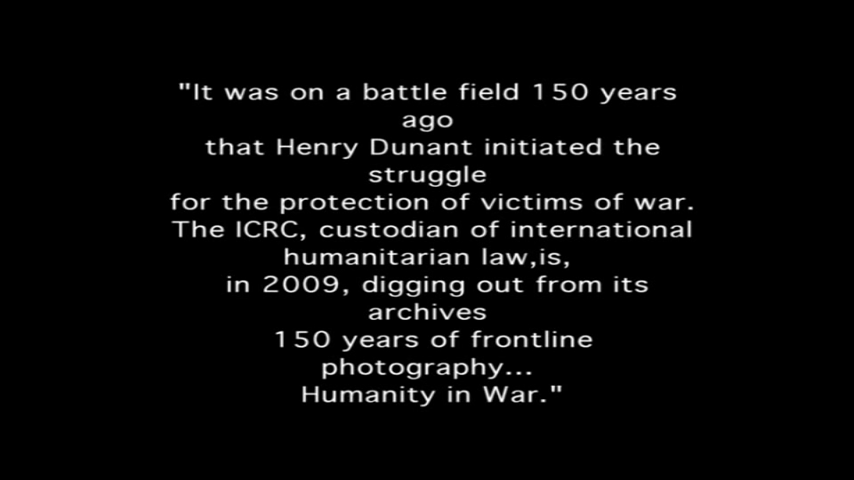 "It was on a battle field 150 years
ago
that Henry Dunant initiated the
struggle
for the protection of victims of war.
The ICRC, custodian of international
humanitarian law,is,
in 2009, digging out from its
archives
150 years of frontline
photography...
Humanity in War."